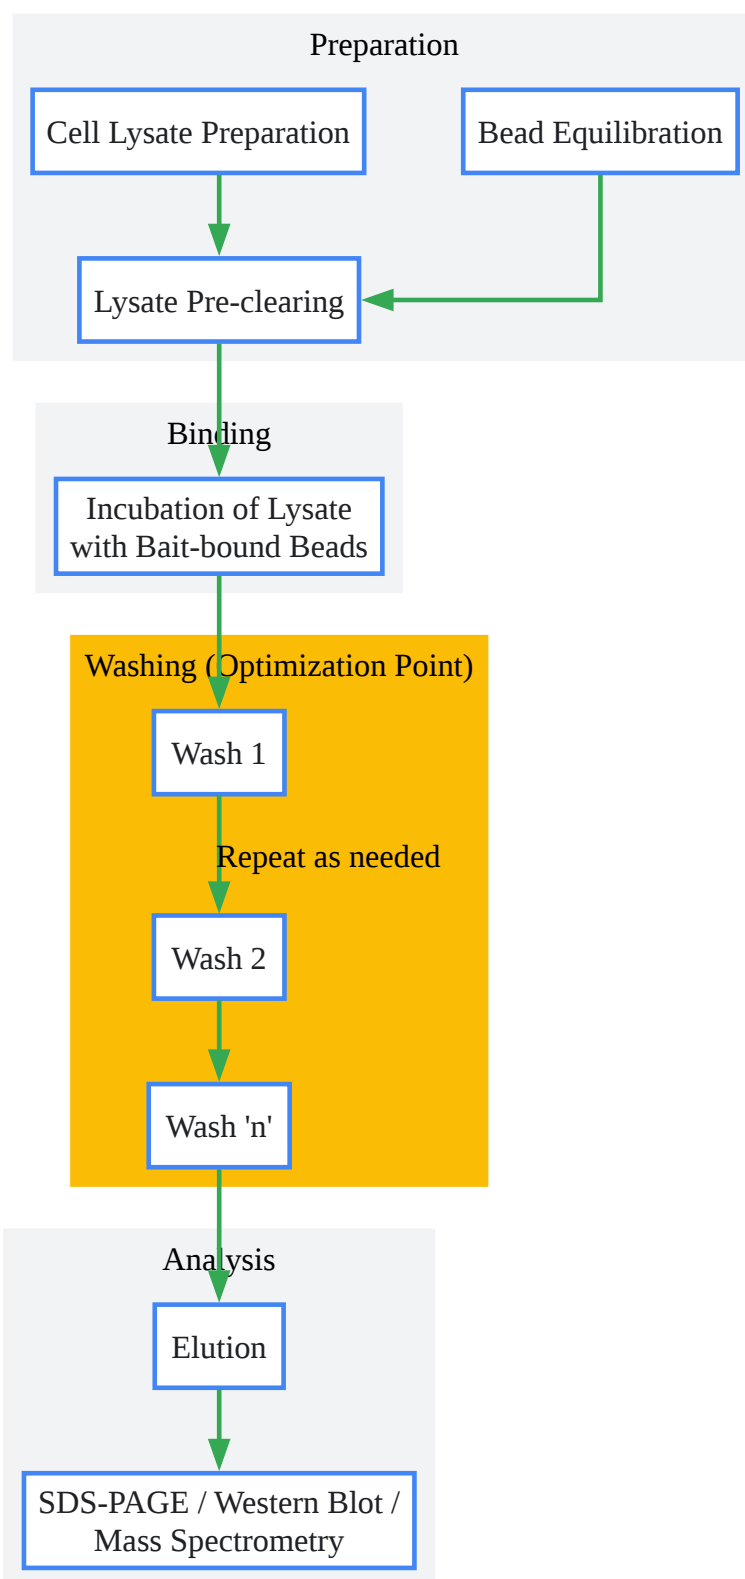 Preparation
Cell Lysate Preparation
Bead Equilibration
Lysate Pre-clearing
Binding
Incubation of Lysate
with Bait-bound Beads
Washing (Optimization Point)
Wash 1
Repeat as needed
Wash 2
Wash 'n'
Analysis
Elution
SDS-PAGE / Western Blot /
Mass Spectrometry